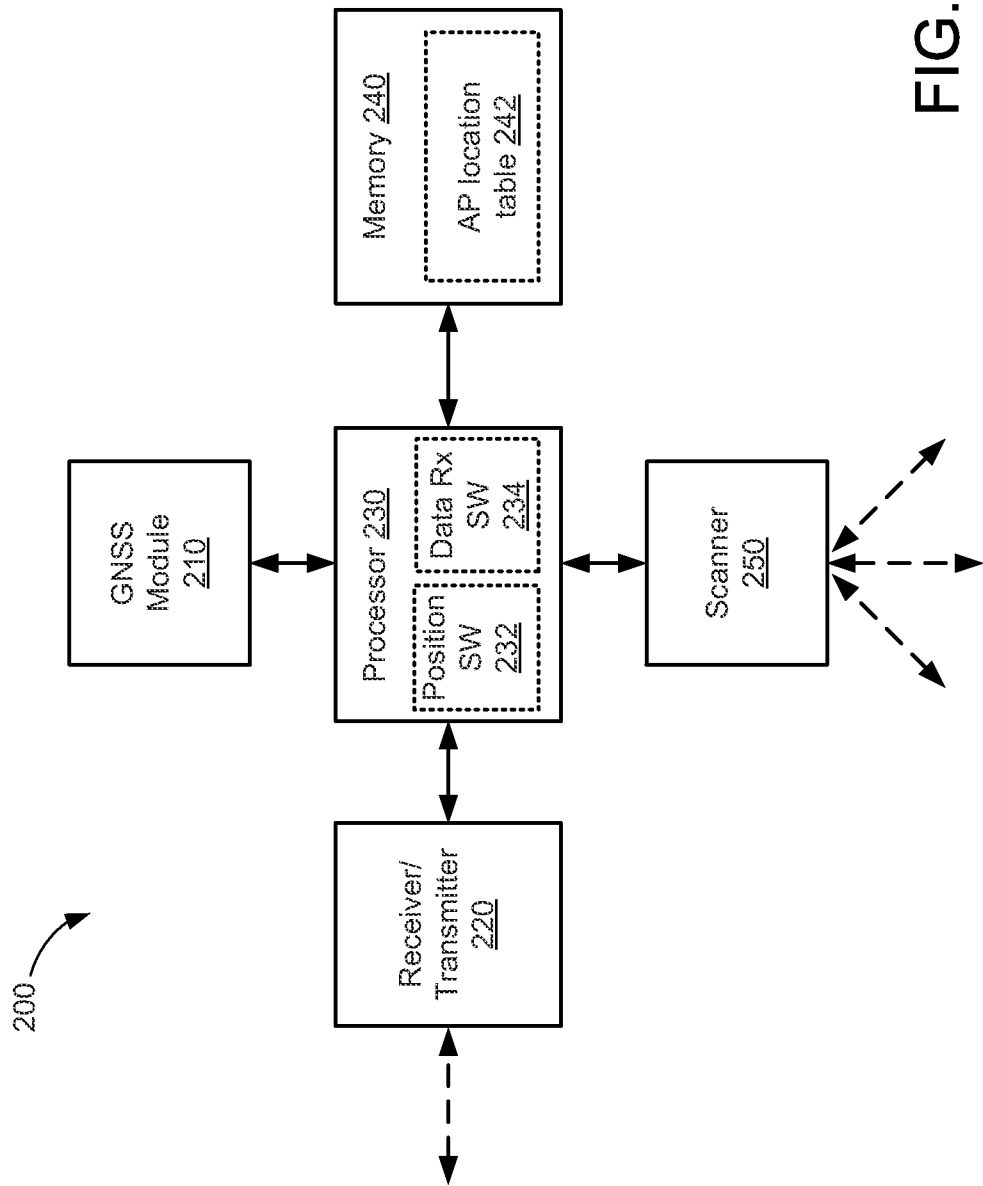 200
GNSS
Module
210
Receiver/
Transmitter
220
Processor 230
Position
SW
232
Data Rx
SW
234
Memory 240
AP location
table 242
Scanner
250
FIG.